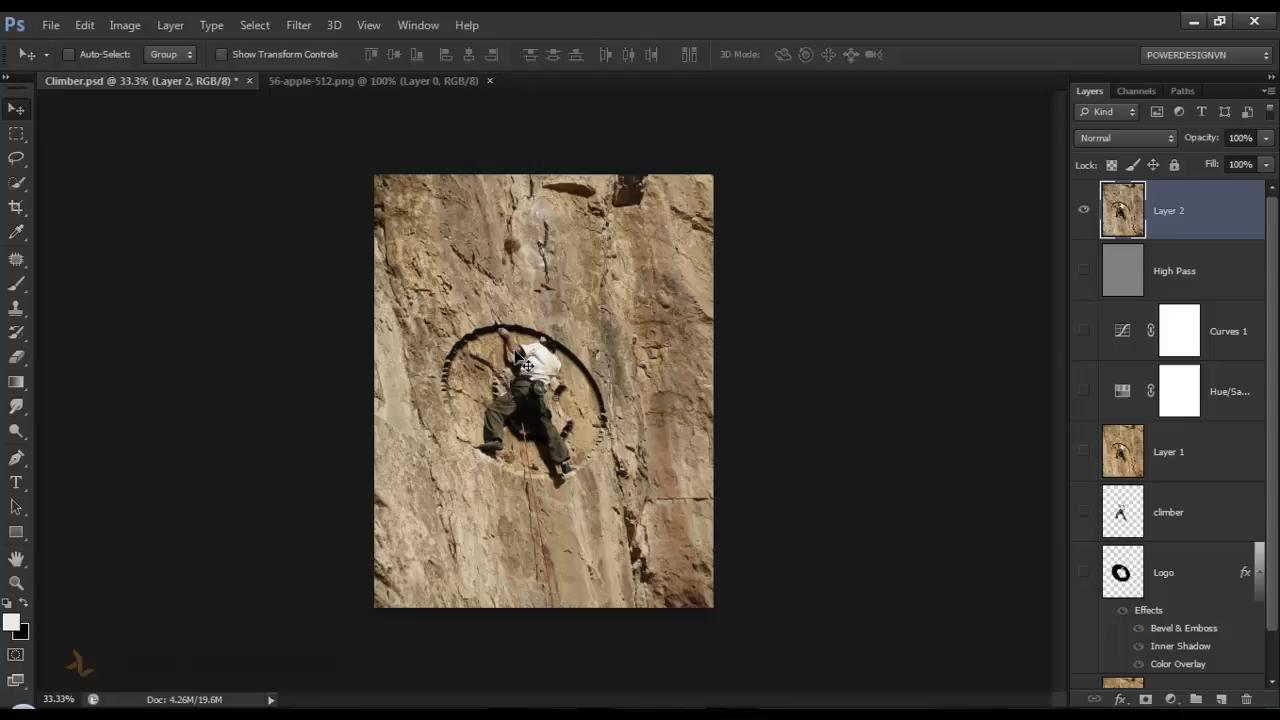 Ps File Edit Image Layer Type Select Filter 3D View Window Help
Auto-Select: Group Show Transform Controls 3D Mode: POWERDESIGNVN
Climber.psd @ 33.3% (Layer 2, RGB/8) * × 56-apple-512.png @ 100% (Layer 0, RGB/8) ×
Layers Channels Paths
Kind T
Normal Opacity: 100%
Lock: Fill: 100%
Layer 2
High Pass
Curves 1
Hue/Sa...
Layer 1
climber
Logo fx
Effects
Bevel & Emboss
Inner Shadow
Color Overlay
T
33.33% Doc: 4.26M/19.6M fx